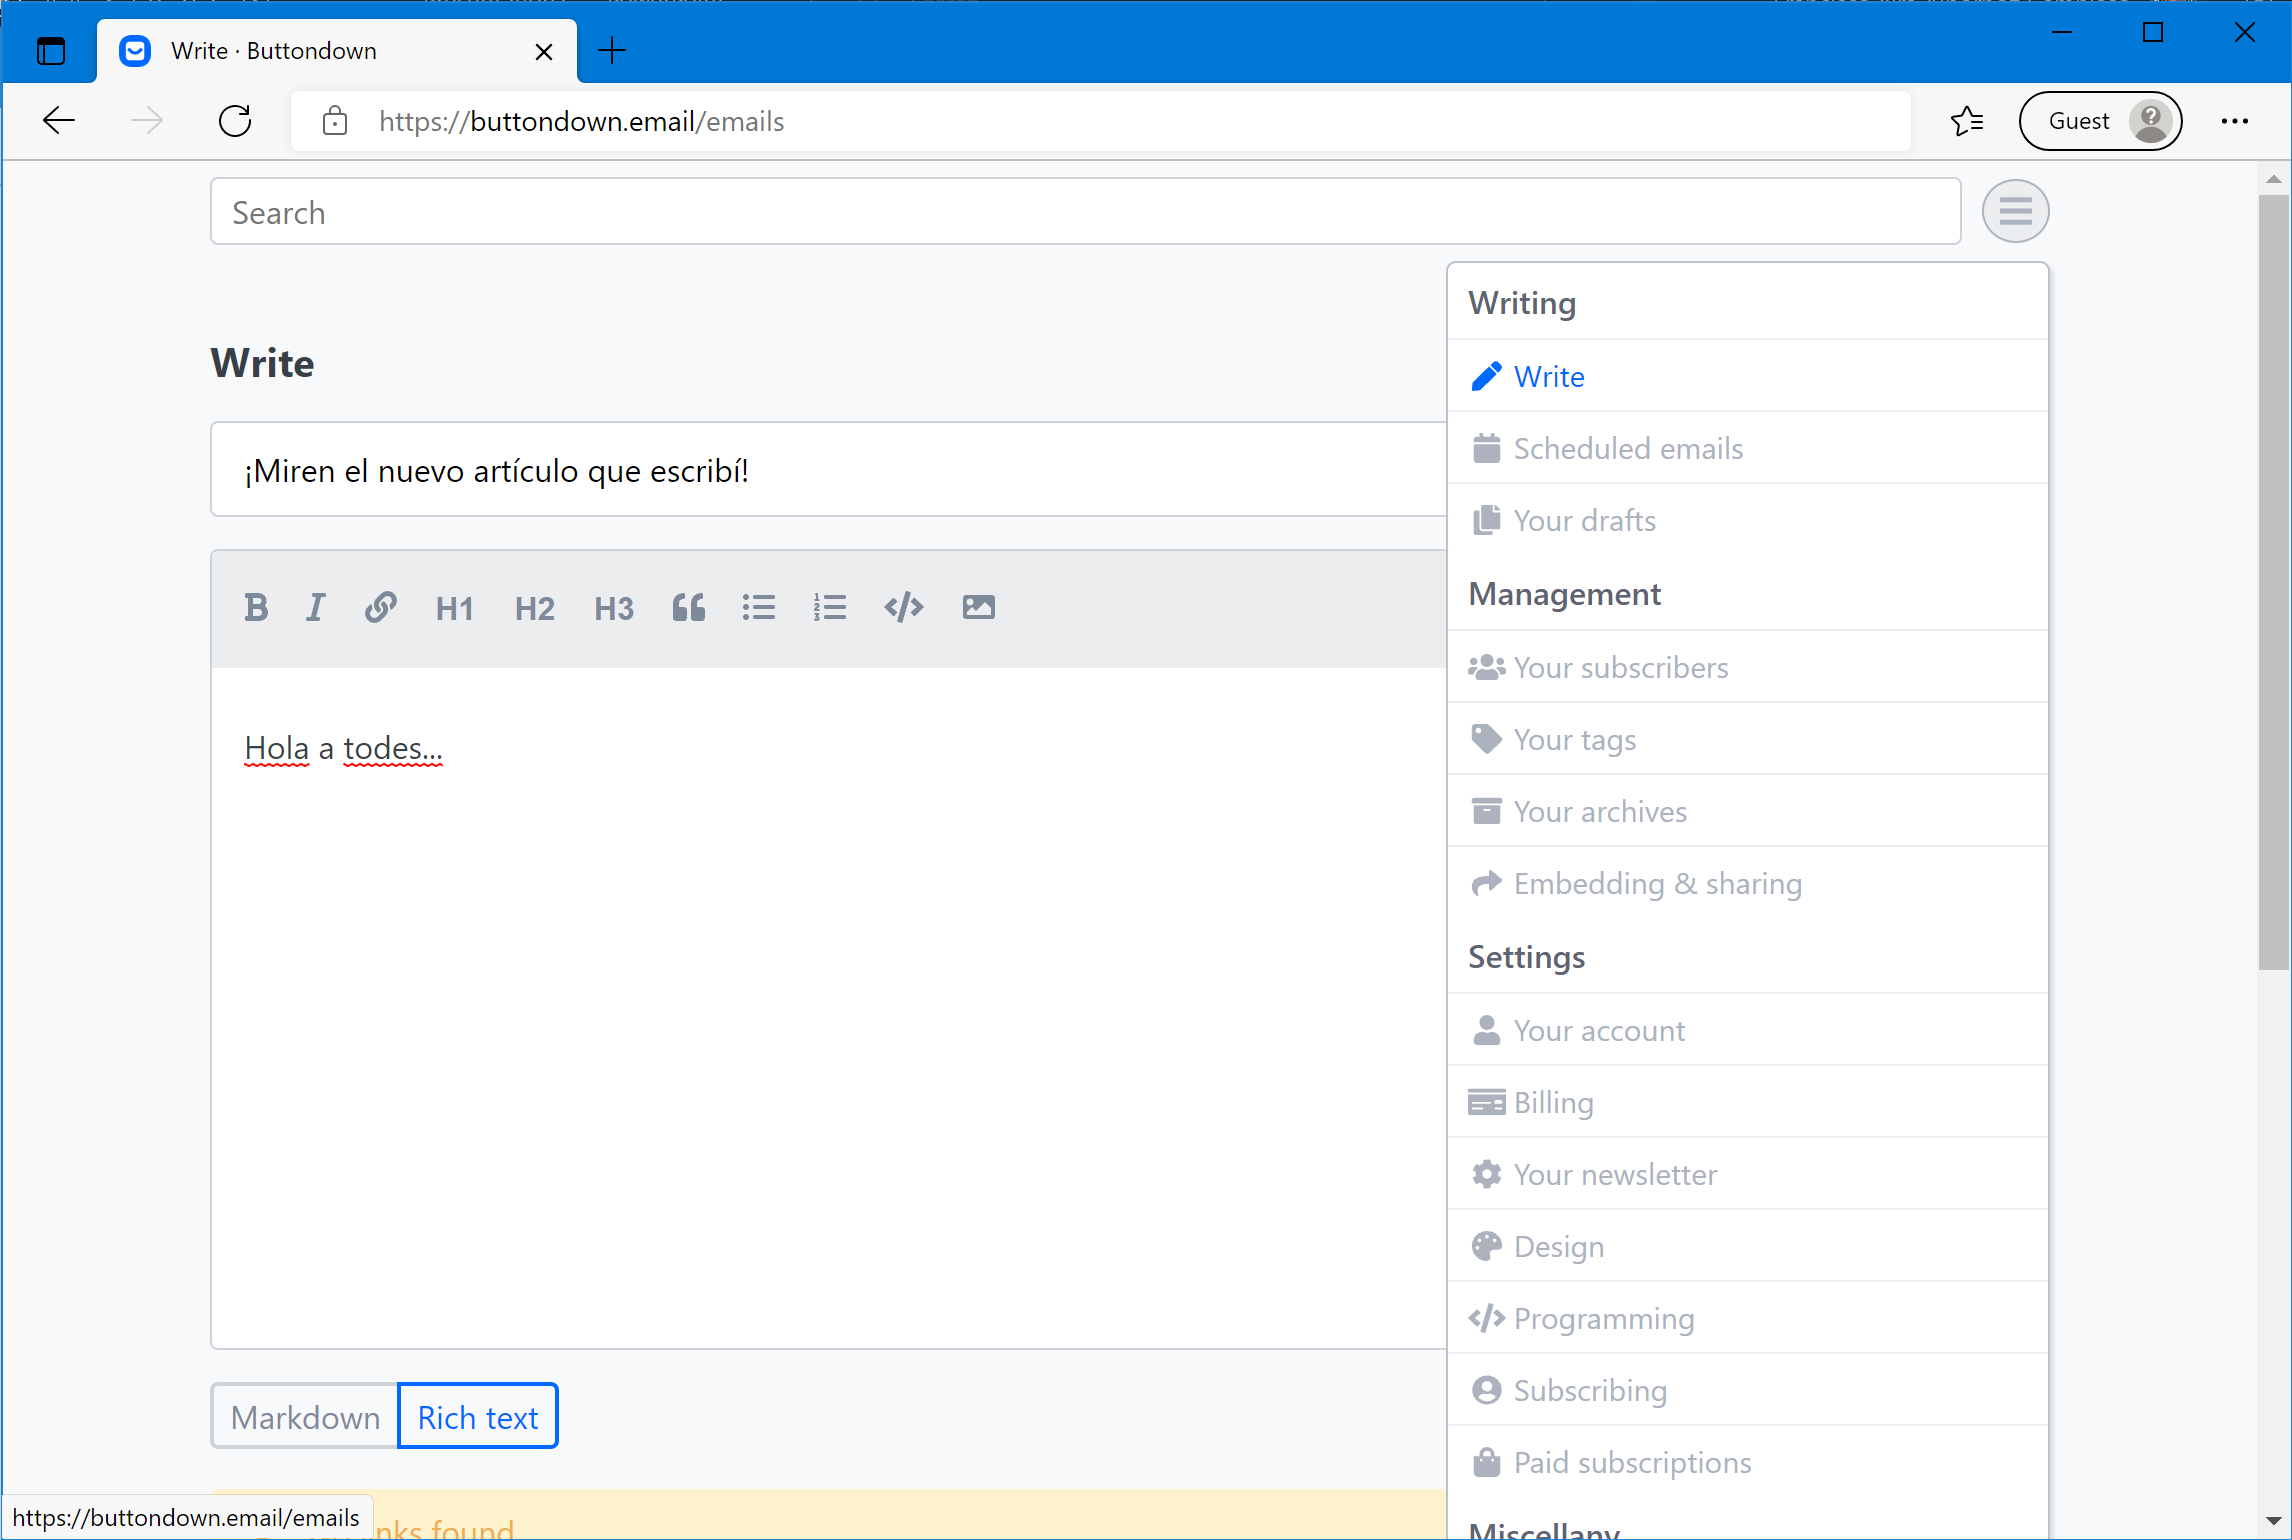 Write · Buttondown
https://buttondown.email/emails
Guest
Search
Write
¡Miren el nuevo artículo que escribí!
B I H1 H2 H3
Hola a todes...
Markdown Rich text
links found
https://buttondown.email/emails
Writing
Write
Scheduled emails
Your drafts
Management
Your subscribers
Your tags
Your archives
Embedding & sharing
Settings
Your account
Billing
Your newsletter
Design
Programming
Subscribing
Paid subscriptions
Miscellany